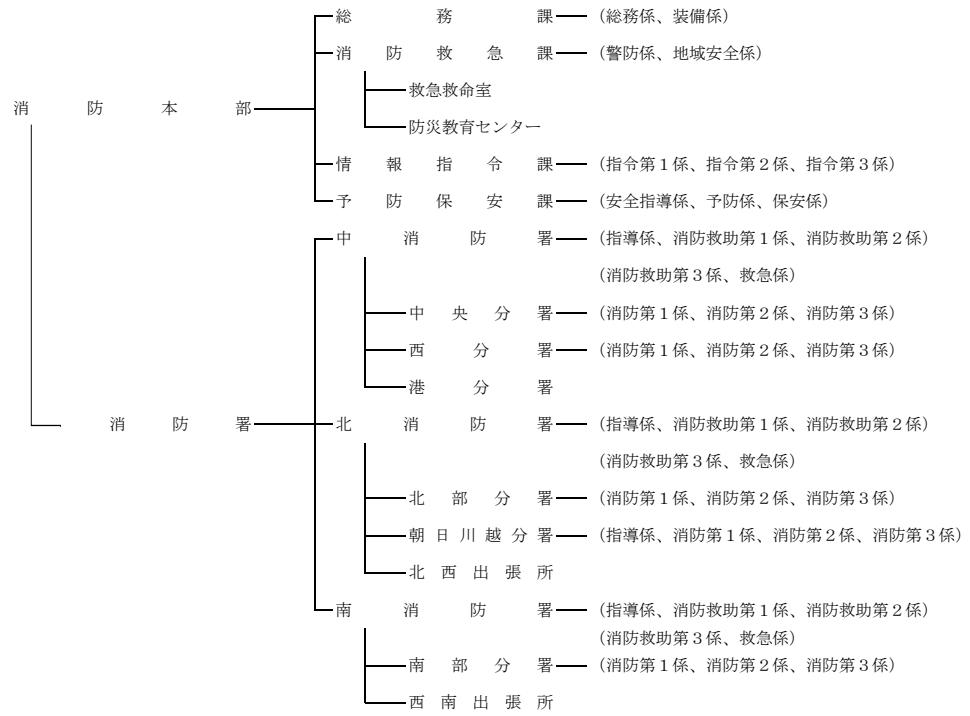 総務課 (総務係、装備係)
消防救急課 (警防係、地域安全係)
救急救命室
消防本部
防災教育センター
情報指令課 (指令第１係、指令第２係、指令第３係)
予防保安課 (安全指導係、予防係、保安係)
中消防署 (指導係、消防救助第１係、消防救助第２係)
(消防救助第３係、救急係)
中央分署 (消防第１係、消防第２係、消防第３係)
西分署 (消防第１係、消防第２係、消防第３係)
港分署
消防署 北消防署 (指導係、消防救助第１係、消防救助第２係)
(消防救助第３係、救急係)
北部分署 (消防第１係、消防第２係、消防第３係)
朝日川越分署 (指導係、消防第１係、消防第２係、消防第３係)
北西出張所
南消防署 (指導係、消防救助第１係、消防救助第２係)
(消防救助第３係、救急係)
南部分署 (消防第１係、消防第２係、消防第３係)
西南出張所